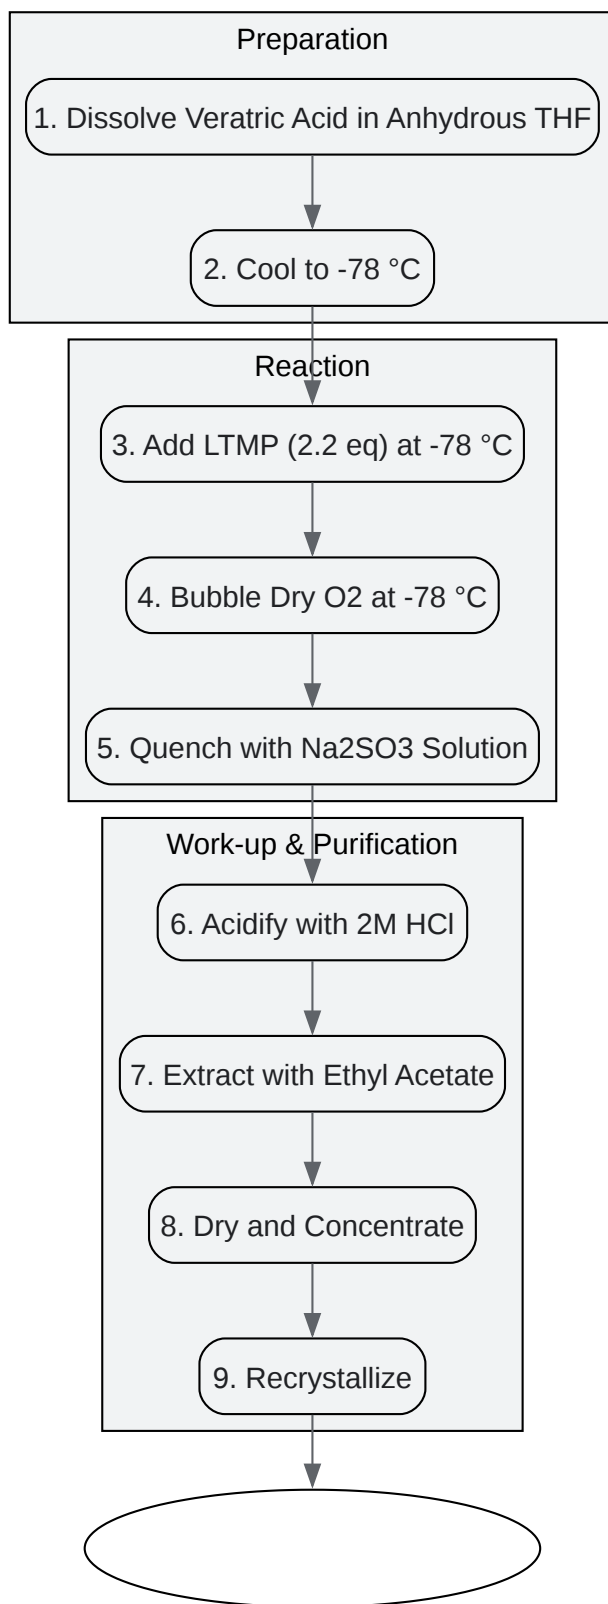 Preparation
1. Dissolve Veratric Acid in Anhydrous THF
2. Cool to -78 °C
Reaction
3. Add LTMP (2.2 eq) at -78 °C
4. Bubble Dry O2 at -78 °C
5. Quench with Na2SO3 Solution
Work-up & Purification
6. Acidify with 2M HCl
7. Extract with Ethyl Acetate
8. Dry and Concentrate
9. Recrystallize